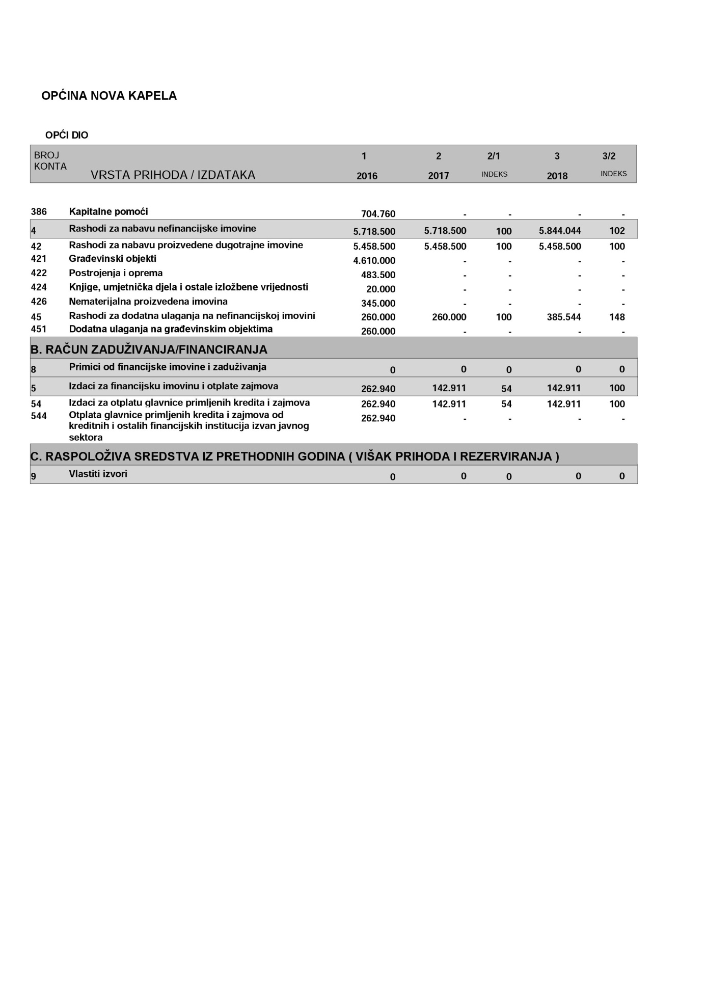 OPĆINA NOVA KAPELA
OPĆI DIO
BROJ KONTA VRSTA PRIHODA / IZDATAKA 1 2 2/1 3 3/2
2016 2017 INDEKS 2018 INDEKS
386 Kapitalne pomoći 704.760 - - - -
4 Rashodi za nabavu nefinancijske imovine 5.718.500 5.718.500 100 5.844.044 102
42 Rashodi za nabavu proizvedene dugotrajne imovine 5.458.500 5.458.500 100 5.458.500 100
421 Građevinski objekti 4.610.000 - - - -
422 Postrojenja i oprema 483.500 - - - -
424 Knjige, umjetnička djela i ostale izložbene vrijednosti 20.000 - - - -
426 Nematerijalna proizvedena imovina 345.000 - - - -
45 Rashodi za dodatna ulaganja na nefinancijskoj imovini 260.000 260.000 100 385.544 148
451 Dodatna ulaganja na građevinskim objektima 260.000 - - - -
B. RAČUN ZADUŽIVANJA/FINANCIRANJA
8 Primici od financijske imovine i zaduživanja 0 0 0 0 0
5 Izdaci za financijsku imovinu i otplate zajmova 262.940 142.911 54 142.911 100
54 Izdaci za otplatu glavnice primljenih kredita i zajmova 262.940 142.911 54 142.911 100
544 Otplata glavnice primljenih kredita i zajmova od 262.940 - - - -
kreditnih i ostalih financijskih institucija izvan javnog
sektora
C. RASPOLOŽIVA SREDSTVA IZ PRETHODNIH GODINA ( VIŠAK PRIHODA I REZERVIRANJA )
9 Vlastiti izvori 0 0 0 0 0